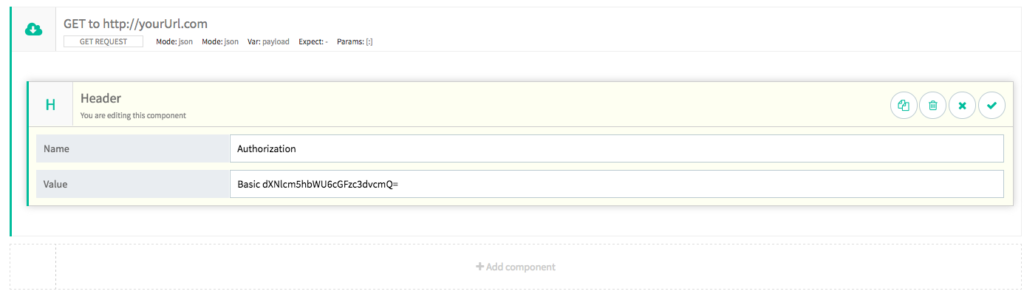 GET to http://yourUrl.com
GET REQUEST Mode: json Mode: json Var: payload Expect: - Params: [:]
H Header
You are editing this component
Name Authorization
Value Basic dXNlcm5hbWU6cGFzc3dvcmQ=
+ Add component